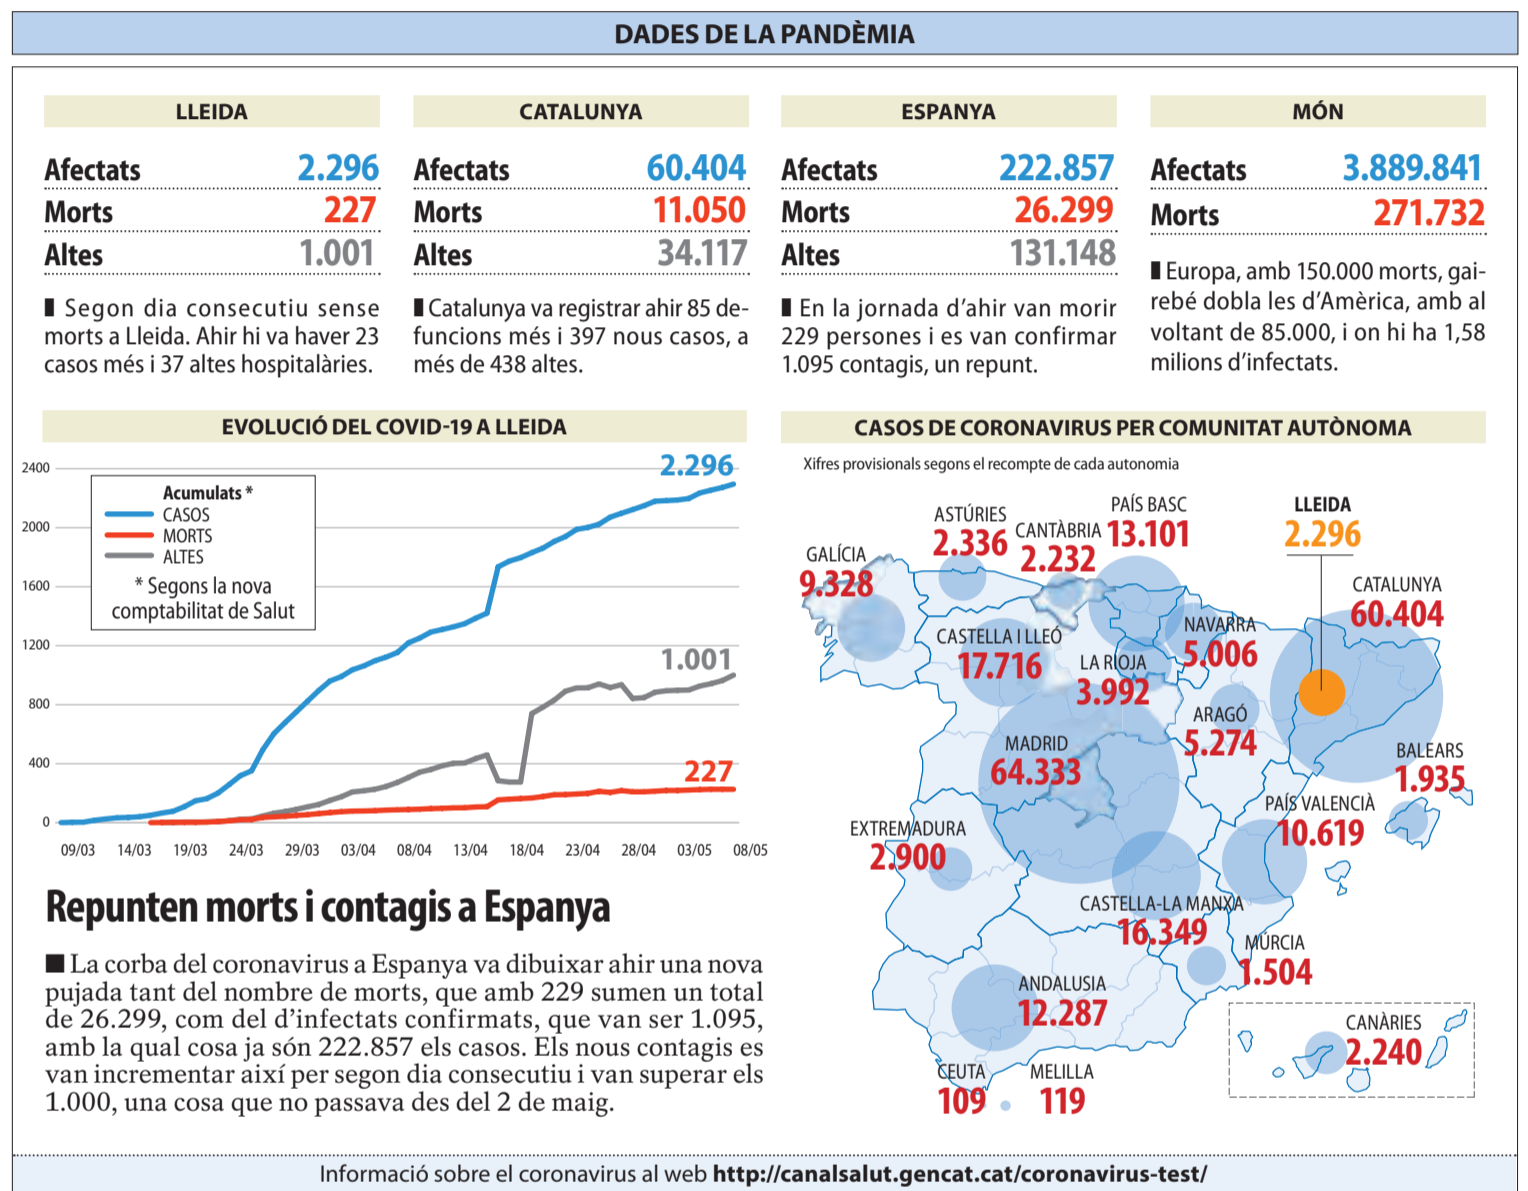 DADES DE LA PANDÈMIA
LLEIDA
Afectats 2.296
Morts 227
Altes 1.001
Segon dia consecutiu sense
morts a Lleida. Ahir hi va haver 23
casos més i 37 altes hospitalàries.
CATALUNYA
Afectats 60.404
Morts 11.050
Altes 34.117
Catalunya va registrar ahir 85 de-
funcions més i 397 nous casos, a
més de 438 altes.
ESPANYA
Afectats 222.857
Morts 26.299
Altes 131.148
En la jornada d'ahir van morir
229 persones i es van confirmar
1.095 contagis, un repunt.
MÓN
Afectats 3.889.841
Morts 271.732
Europa, amb 150.000 morts, gai-
rebé dobla les d'Amèrica, amb al
voltant de 85.000, i on hi ha 1,58
milions d'infectats.
EVOLUCIÓ DEL COVID-19 A LLEIDA
2400
2000
1600
1200
800
400
0
Acumulats *
CASOS
MORTS
ALTES
* Segons la nova
comptabilitat de Salut
2.296
1.001
227
09/03 14/03 19/03 24/03 29/03 03/04 08/04 13/04 18/04 23/04 28/04 03/05 08/05
Repunten morts i contagis a Espanya
La corba del coronavirus a Espanya va dibuixar ahir una nova
pujada tant del nombre de morts, que amb 229 sumen un total
de 26.299, com del d'infectats confirmats, que van ser 1.095,
amb la qual cosa ja són 222.857 els casos. Els nous contagis es
van incrementar així per segon dia consecutiu i van superar els
1.000, una cosa que no passava des del 2 de maig.
CASOS DE CORONAVIRUS PER COMUNITAT AUTÒNOMA
Xifres provisionals segons el recompte de cada autonomia
GALÍCIA
9.328
ASTÚRIES
2.336
CANTÀBRIA
2.232
PAÍS BASC
13.101
LLEIDA
2.296
CATALUNYA
60.404
NAVARRA
5.006
CASTELLA I LLEÓ
17.716
LA RIOJA
3.992
ARAGÓ
5.274
MADRID
64.333
BALEARS
1.935
PAÍS VALENCIÀ
10.619
EXTREMADURA
2.900
CASTELLA-LA MANXA
16.349
MÚRCIA
1.504
ANDALUSIA
12.287
CANÀRIES
2.240
CEUTA
109
MELILLA
119
Informació sobre el coronavirus al web http://canalsalut.gencat.cat/coronavirus-test/